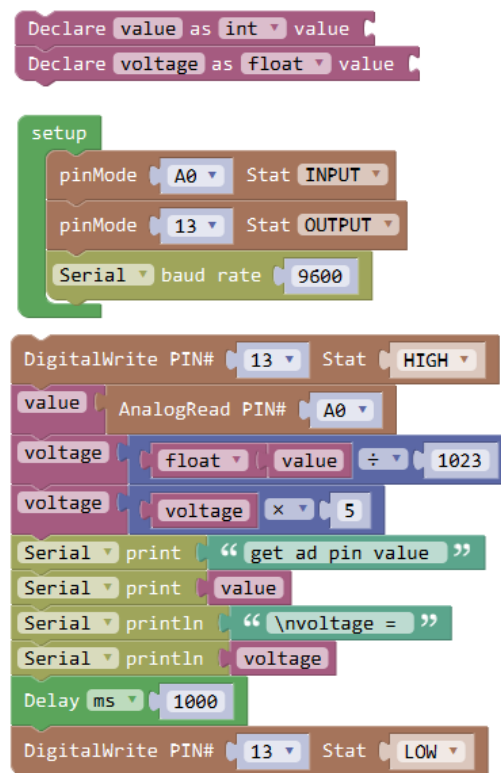 Declare value as int value
Declare voltage as float value
setup
pinMode A0 Stat INPUT
pinMode 13 Stat OUTPUT
Serial baud rate 9600
DigitalWrite PIN# 13 Stat HIGH
value AnalogRead PIN# A0
voltage float value ÷ 1023
voltage voltage × 5
Serial print “ get ad pin value ”
Serial print value
Serial println “ \nvoltage = ”
Serial println voltage
Delay ms 1000
DigitalWrite PIN# 13 Stat LOW